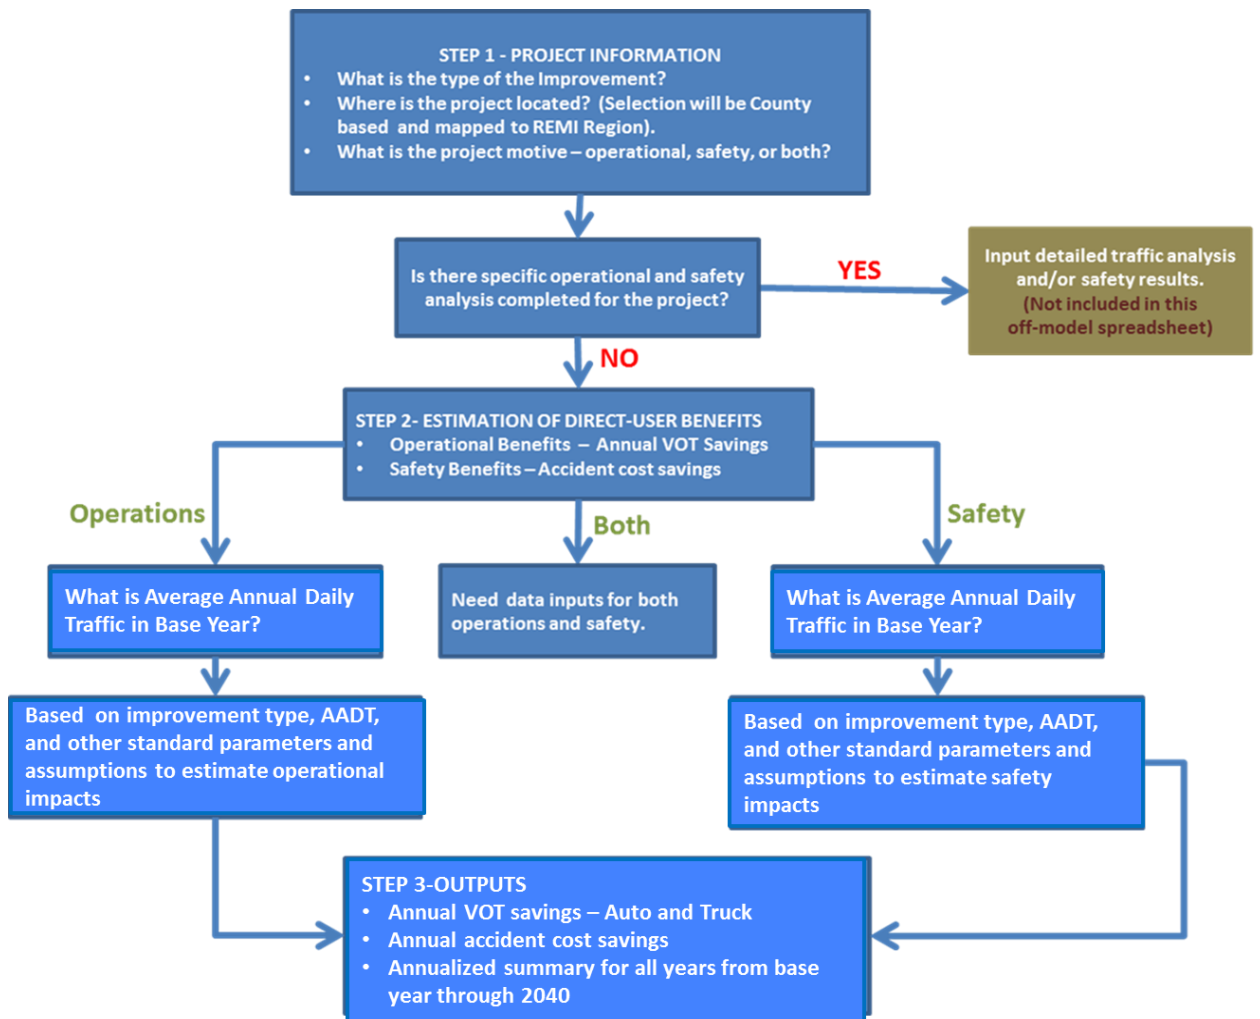 STEP 1 - PROJECT INFORMATION
• What is the type of the Improvement?
• Where is the project located? (Selection will be County
based and mapped to REMI Region).
• What is the project motive – operational, safety, or both?
Is there specific operational and safety
analysis completed for the project?
YES
Input detailed traffic analysis
and/or safety results.
(Not included in this
off-model spreadsheet)
NO
STEP 2- ESTIMATION OF DIRECT-USER BENEFITS
• Operational Benefits – Annual VOT Savings
• Safety Benefits – Accident cost savings
Operations
Both
Safety
What is Average Annual Daily
Traffic in Base Year?
Need data inputs for both
operations and safety.
What is Average Annual Daily
Traffic in Base Year?
Based on improvement type, AADT,
and other standard parameters and
assumptions to estimate operational
impacts
Based on improvement type, AADT,
and other standard parameters and
assumptions to estimate safety
impacts
STEP 3-OUTPUTS
• Annual VOT savings – Auto and Truck
• Annual accident cost savings
• Annualized summary for all years from base
year through 2040